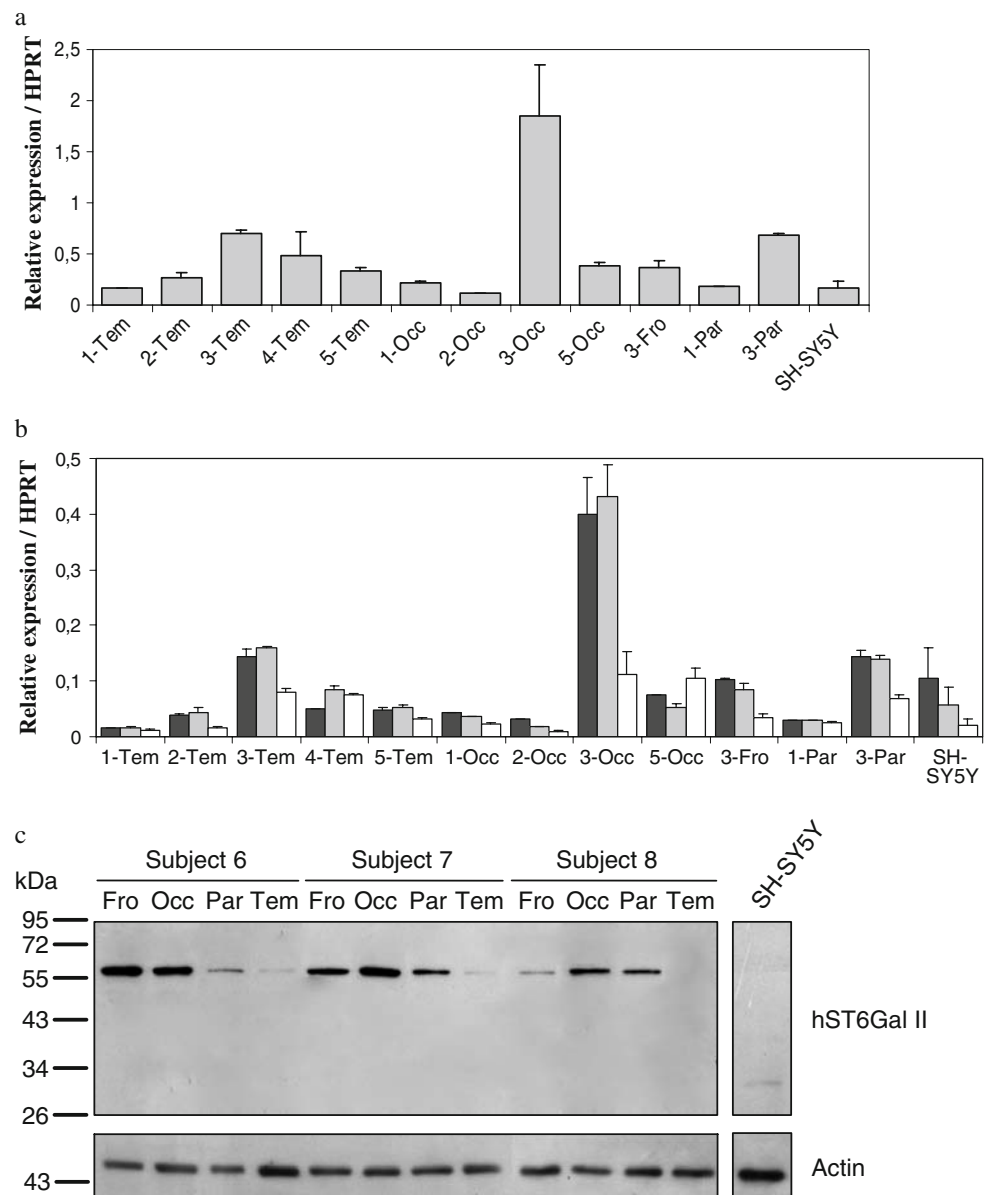 a
Relative expression / HPRT
2,5
2
1,5
1
0,5
0
1-Tem 2-Tem 3-Tem 4-Tem 5-Tem 1-Occ 2-Occ 3-Occ 5-Occ 3-Fro 1-Par 3-Par SH-SY5Y
b
Relative expression / HPRT
0,5
0,4
0,3
0,2
0,1
0
1-Tem 2-Tem 3-Tem 4-Tem 5-Tem 1-Occ 2-Occ 3-Occ 5-Occ 3-Fro 1-Par 3-Par SH-
SY5Y
c
Subject 6 Subject 7 Subject 8 SH-SY5Y
kDa
Fro Occ Par Tem Fro Occ Par Tem Fro Occ Par Tem
95
72
55
43
hST6Gal II
34
26
Actin
43